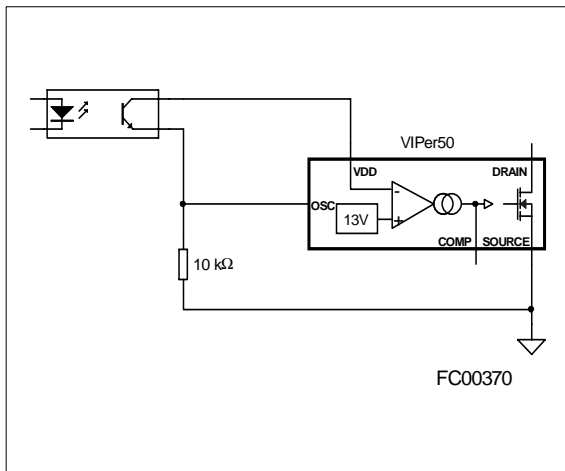 VIPer50
VDD
DRAIN
-
OSC
13V
+
COMP
SOURCE
10 kΩ
FC00370